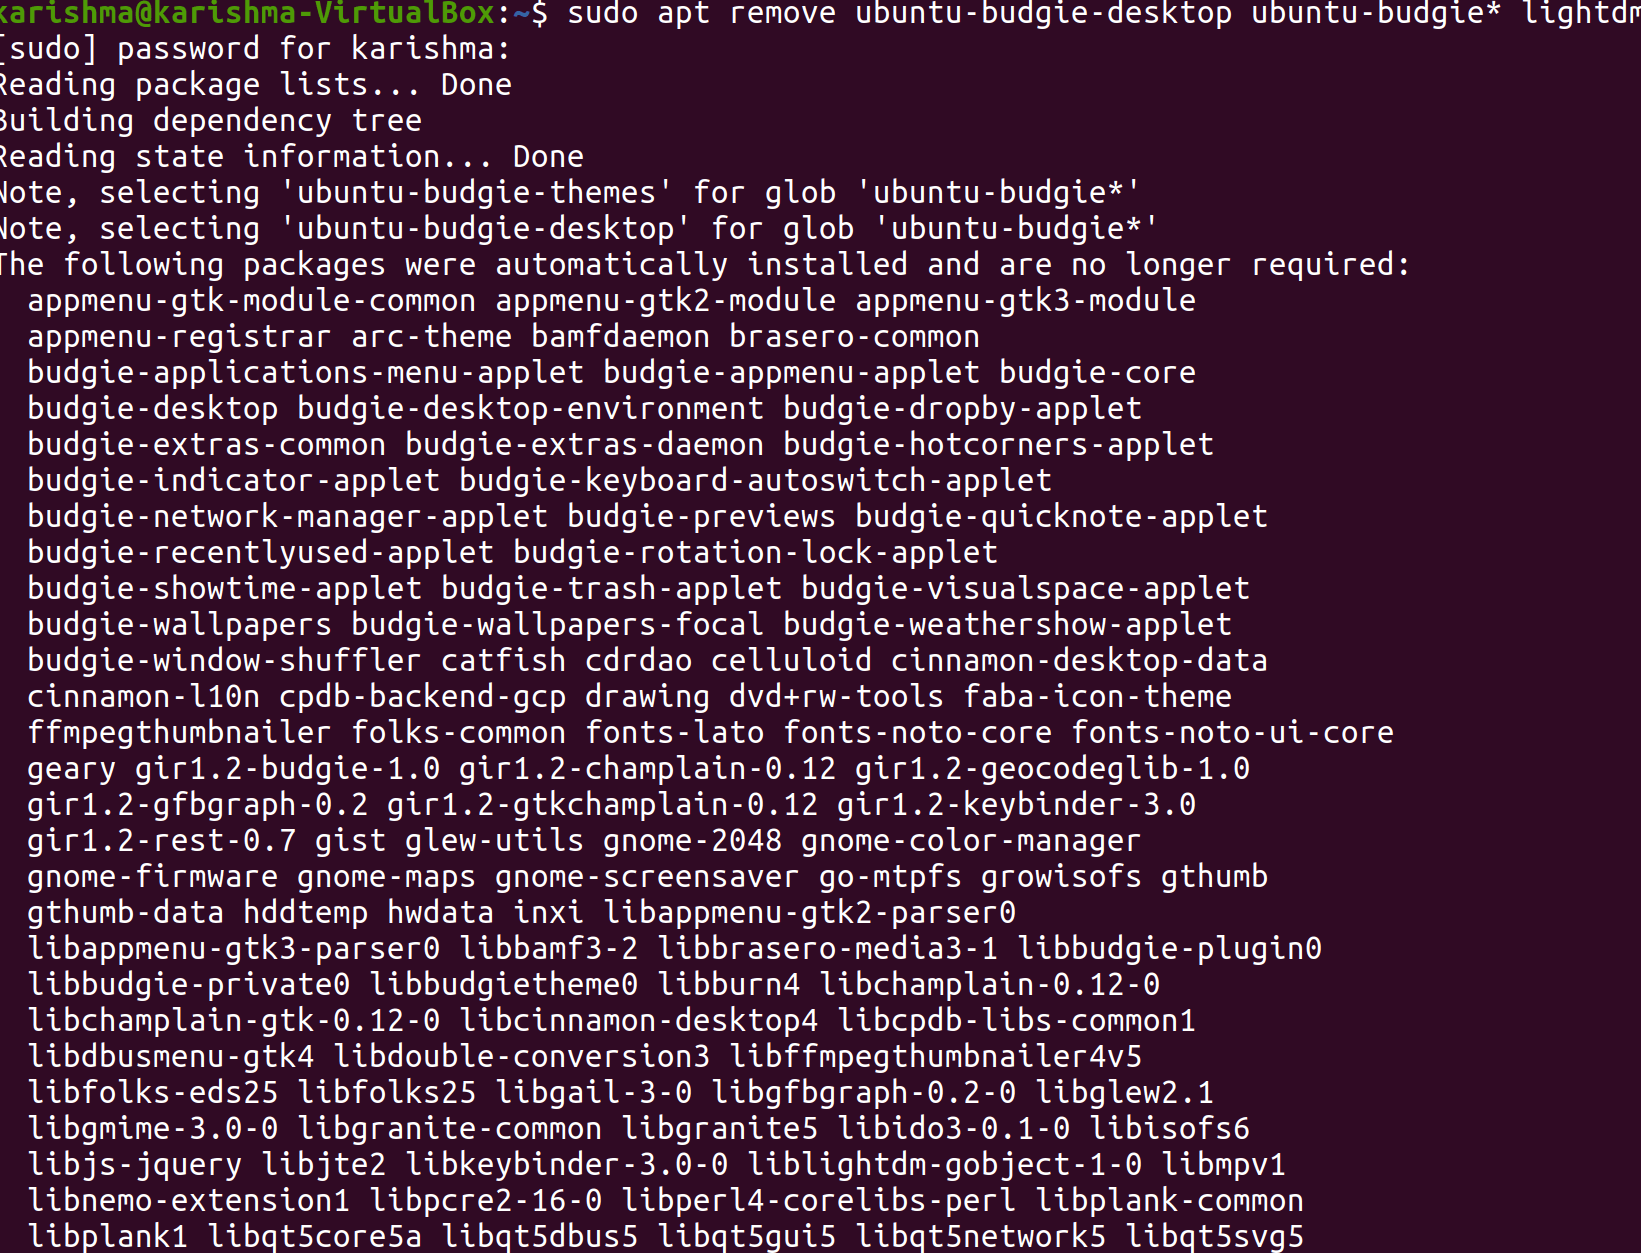 karishma@karishma-VirtualBox:~$ sudo apt remove ubuntu-budgie-desktop ubuntu-budgie* lightdm
[sudo] password for karishma:
Reading package lists... Done
Building dependency tree
Reading state information... Done
Note, selecting 'ubuntu-budgie-themes' for glob 'ubuntu-budgie*'
Note, selecting 'ubuntu-budgie-desktop' for glob 'ubuntu-budgie*'
The following packages were automatically installed and are no longer required:
  appmenu-gtk-module-common appmenu-gtk2-module appmenu-gtk3-module
  appmenu-registrar arc-theme bamfdaemon brasero-common
  budgie-applications-menu-applet budgie-appmenu-applet budgie-core
  budgie-desktop budgie-desktop-environment budgie-dropby-applet
  budgie-extras-common budgie-extras-daemon budgie-hotcorners-applet
  budgie-indicator-applet budgie-keyboard-autoswitch-applet
  budgie-network-manager-applet budgie-previews budgie-quicknote-applet
  budgie-recentlyused-applet budgie-rotation-lock-applet
  budgie-showtime-applet budgie-trash-applet budgie-visualspace-applet
  budgie-wallpapers budgie-wallpapers-focal budgie-weathershow-applet
  budgie-window-shuffler catfish cdrdao celluloid cinnamon-desktop-data
  cinnamon-l10n cpdb-backend-gcp drawing dvd+rw-tools faba-icon-theme
  ffmpegthumbnailer folks-common fonts-lato fonts-noto-core fonts-noto-ui-core
  geary gir1.2-budgie-1.0 gir1.2-champlain-0.12 gir1.2-geocodeglib-1.0
  gir1.2-gfbgraph-0.2 gir1.2-gtkchamplain-0.12 gir1.2-keybinder-3.0
  gir1.2-rest-0.7 gist glew-utils gnome-2048 gnome-color-manager
  gnome-firmware gnome-maps gnome-screensaver go-mtpfs growisofs gthumb
  gthumb-data hddtemp hwdata inxi libappmenu-gtk2-parser0
  libappmenu-gtk3-parser0 libbamf3-2 libbrasero-media3-1 libbudgie-plugin0
  libbudgie-private0 libbudgietheme0 libburn4 libchamplain-0.12-0
  libchamplain-gtk-0.12-0 libcinnamon-desktop4 libcpdb-libs-common1
  libdbusmenu-gtk4 libdouble-conversion3 libffmpegthumbnailer4v5
  libfolks-eds25 libfolks25 libgail-3-0 libgfbgraph-0.2-0 libglew2.1
  libgmime-3.0-0 libgranite-common libgranite5 libido3-0.1-0 libisofs6
  libjs-jquery libjte2 libkeybinder-3.0-0 liblightdm-gobject-1-0 libmpv1
  libnemo-extension1 libpcre2-16-0 libperl4-corelibs-perl libplank-common
  libplank1 libqt5core5a libqt5dbus5 libqt5gui5 libqt5network5 libqt5svg5